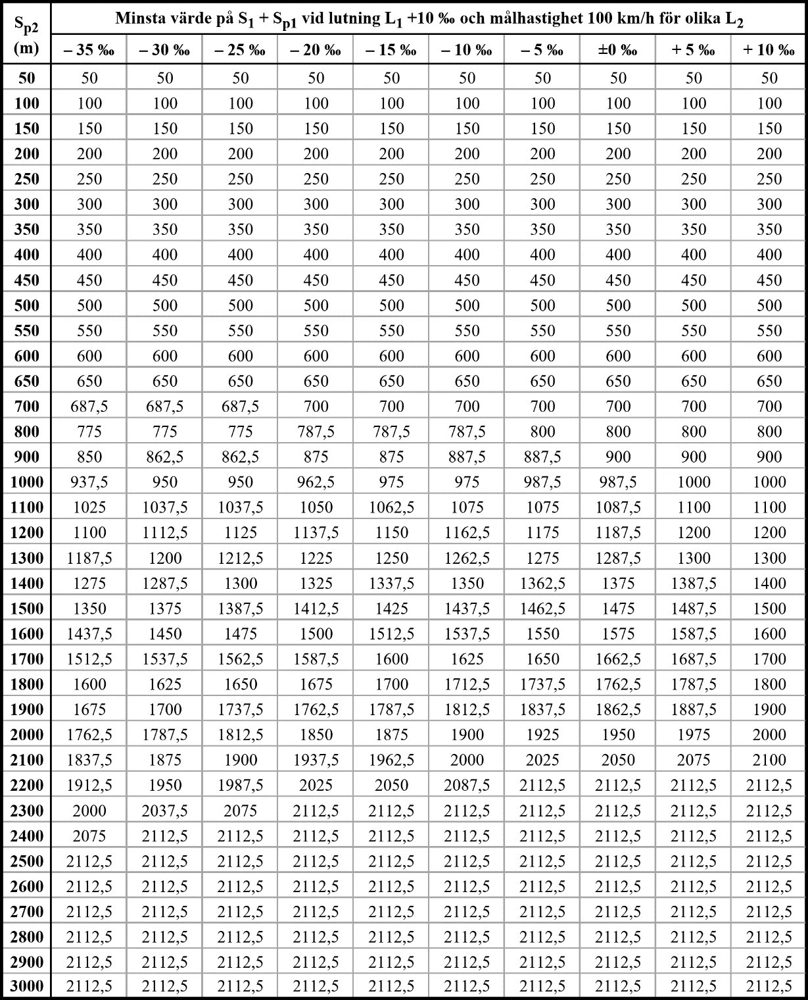 S_p2 (m) Minsta värde på S_1 + S_p1 vid lutning L_1 +10 ‰ och målhastighet 100 km/h för olika L_2
– 35 ‰ – 30 ‰ – 25 ‰ – 20 ‰ – 15 ‰ – 10 ‰ – 5 ‰ ±0 ‰ + 5 ‰ + 10 ‰
50 50 50 50 50 50 50 50 50 50 50
100 100 100 100 100 100 100 100 100 100 100
150 150 150 150 150 150 150 150 150 150 150
200 200 200 200 200 200 200 200 200 200 200
250 250 250 250 250 250 250 250 250 250 250
300 300 300 300 300 300 300 300 300 300 300
350 350 350 350 350 350 350 350 350 350 350
400 400 400 400 400 400 400 400 400 400 400
450 450 450 450 450 450 450 450 450 450 450
500 500 500 500 500 500 500 500 500 500 500
550 550 550 550 550 550 550 550 550 550 550
600 600 600 600 600 600 600 600 600 600 600
650 650 650 650 650 650 650 650 650 650 650
700 687,5 687,5 687,5 700 700 700 700 700 700 700
800 775 775 775 787,5 787,5 787,5 800 800 800 800
900 850 862,5 862,5 875 875 887,5 887,5 900 900 900
1000 937,5 950 950 962,5 975 975 987,5 987,5 1000 1000
1100 1025 1037,5 1037,5 1050 1062,5 1075 1075 1087,5 1100 1100
1200 1100 1112,5 1125 1137,5 1150 1162,5 1175 1187,5 1200 1200
1300 1187,5 1200 1212,5 1225 1250 1262,5 1275 1287,5 1300 1300
1400 1275 1287,5 1300 1325 1337,5 1350 1362,5 1375 1387,5 1400
1500 1350 1375 1387,5 1412,5 1425 1437,5 1462,5 1475 1487,5 1500
1600 1437,5 1450 1475 1500 1512,5 1537,5 1550 1575 1587,5 1600
1700 1512,5 1537,5 1562,5 1587,5 1600 1625 1650 1662,5 1687,5 1700
1800 1600 1625 1650 1675 1700 1712,5 1737,5 1762,5 1787,5 1800
1900 1675 1700 1737,5 1762,5 1787,5 1812,5 1837,5 1862,5 1887,5 1900
2000 1762,5 1787,5 1812,5 1850 1875 1900 1925 1950 1975 2000
2100 1837,5 1875 1900 1937,5 1962,5 2000 2025 2050 2075 2100
2200 1912,5 1950 1987,5 2025 2050 2087,5 2112,5 2112,5 2112,5 2112,5
2300 2000 2037,5 2075 2112,5 2112,5 2112,5 2112,5 2112,5 2112,5 2112,5
2400 2075 2112,5 2112,5 2112,5 2112,5 2112,5 2112,5 2112,5 2112,5 2112,5
2500 2112,5 2112,5 2112,5 2112,5 2112,5 2112,5 2112,5 2112,5 2112,5 2112,5
2600 2112,5 2112,5 2112,5 2112,5 2112,5 2112,5 2112,5 2112,5 2112,5 2112,5
2700 2112,5 2112,5 2112,5 2112,5 2112,5 2112,5 2112,5 2112,5 2112,5 2112,5
2800 2112,5 2112,5 2112,5 2112,5 2112,5 2112,5 2112,5 2112,5 2112,5 2112,5
2900 2112,5 2112,5 2112,5 2112,5 2112,5 2112,5 2112,5 2112,5 2112,5 2112,5
3000 2112,5 2112,5 2112,5 2112,5 2112,5 2112,5 2112,5 2112,5 2112,5 2112,5